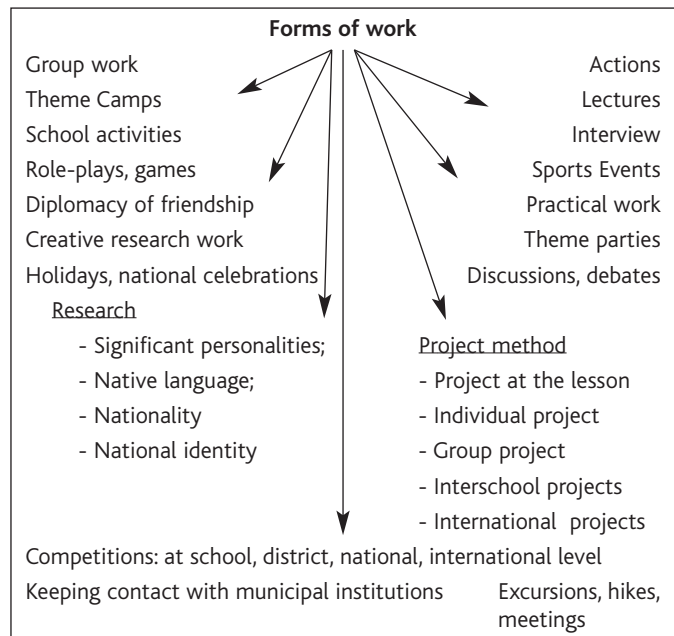 Forms of work
Group work
Theme Camps
School activities
Role-plays, games
Diplomacy of friendship
Creative research work
Holidays, national celebrations
Actions
Lectures
Interview
Sports Events
Practical work
Theme parties
Discussions, debates
Research
- Significant personalities;
- Native language;
- Nationality
- National identity
Project method
- Project at the lesson
- Individual project
- Group project
- Interschool projects
- International projects
Competitions: at school, district, national, international level
Keeping contact with municipal institutions
Excursions, hikes,
meetings